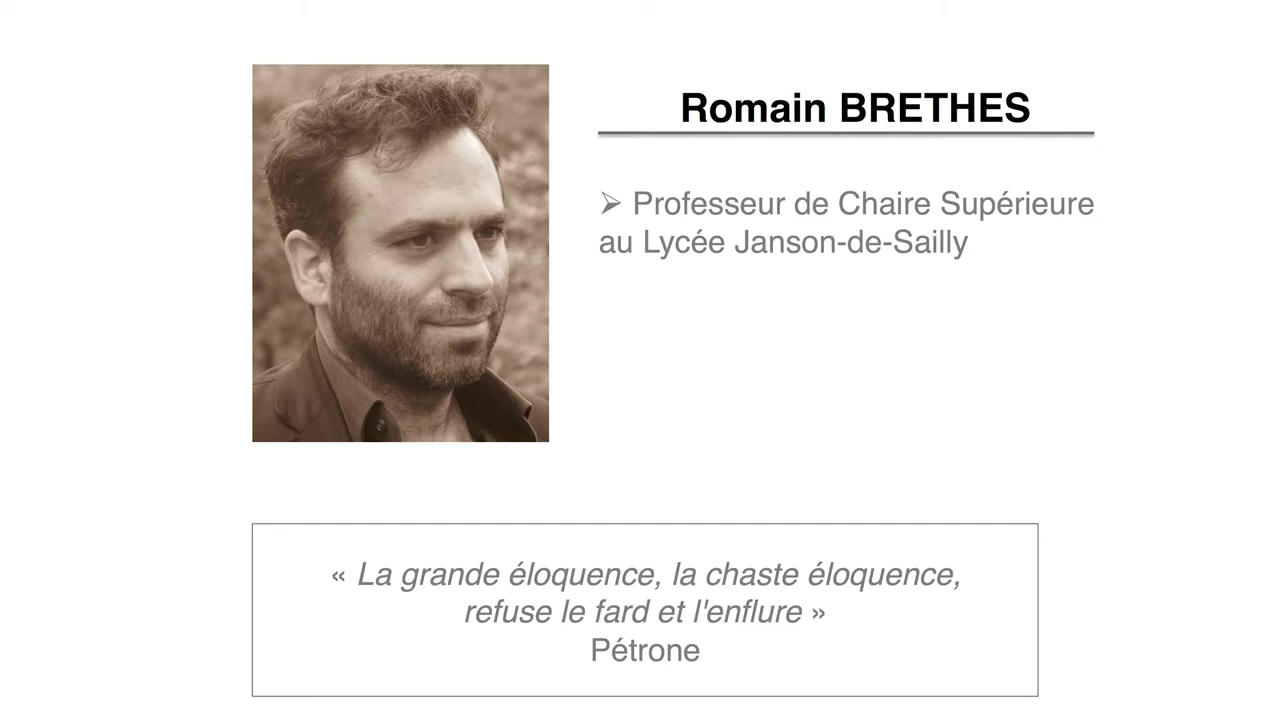 Romain BRETHES
➢ Professeur de Chaire Supérieure
au Lycée Janson-de-Sailly
« La grande éloquence, la chaste éloquence,
refuse le fard et l'enflure »
Pétrone